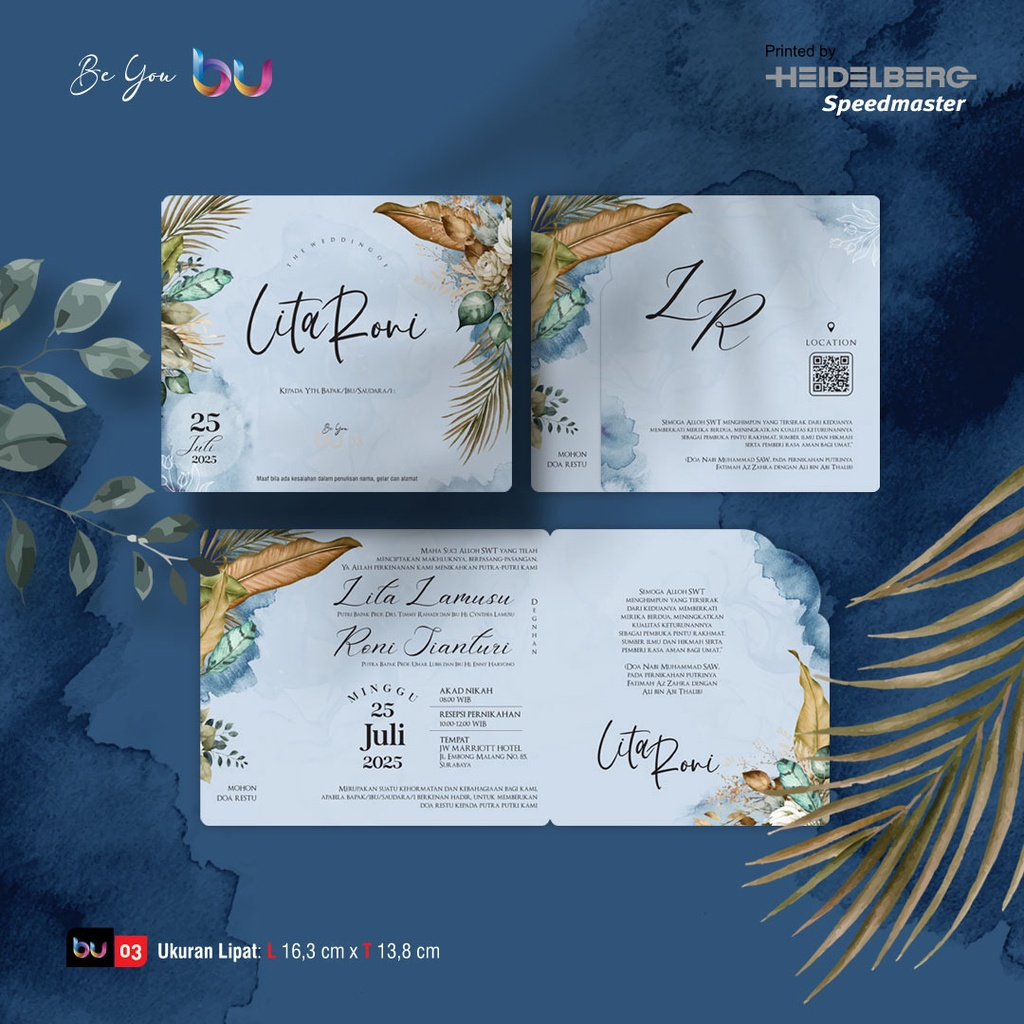 Be You bu
Printed by
HEIDELBERG
Speedmaster
THE WEDDING OF
Lita Roni
KEPADA YTH. BAPAK/IBU/SAUDARA/I :
Be You
25
Juli
2025
Maaf bila ada kesalahan dalam penulisan nama, gelar dan alamat
LR
LOCATION
SEMOGA ALLOH SWT MENGHIMPUN YANG TERSERAK DARI KEDUANYA
MEMBERKATI MEREKA BERDUA, MENINGKATKAN KUALITAS KETURUNANNYA
SEBAGAI PEMBUKA PINTU RAKHMAT, SUMBER ILMU DAN HIKMAH
SERTA PEMBERI RASA AMAN BAGI UMAT."
(DOA NABI MUHAMMAD SAW, PADA PERNIKAHAN PUTRINYA
FATIMAH AZ ZAHRA DENGAN ALI BIN ABI THALIB)
MOHON
DOA RESTU
MAHA SUCI ALLOH SWT YANG TELAH
MENCIPTAKAN MAKHLUKNYA, BERPASANG-PASANGAN,
YA ALLAH PERKENANAN KAMI MENIKAHKAN PUTRA-PUTRI KAMI
Lita Lamusu
PUTRI BAPAK PROF. DRS. TOMMY RAHADI DAN IBU HJ. CYNTHRA LAMUSU
DEGNHAN
Roni Tianturi
PUTRA BAPAK PROF. UMAR LUBIS DAN IBU HJ. ENNY HARYONO
MINGGU
25
Juli
2025
AKAD NIKAH
08.00 WIB
RESEPSI PERNIKAHAN
10.00-12.00 WIB
TEMPAT
JW MARRIOTT HOTEL
JL. EMBONG MALANG NO. 85,
SURABAYA
MOHON
DOA RESTU
MERUPAKAN SUATU KEHORMATAN DAN KEBAHAGIAAN BAGI KAMI,
APABILA BAPAK/IBU/SAUDARA/I BERKENAN HADIR, UNTUK MEMBERIKAN
DOA RESTU KEPADA PUTRA PUTRI KAMI
SEMOGA ALLOH SWT
MENGHIMPUN YANG TERSERAK
DARI KEDUANYA MEMBERKATI
MEREKA BERDUA, MENINGKATKAN
KUALITAS KETURUNANNYA
SEBAGAI PEMBUKA PINTU RAKHMAT,
SUMBER ILMU DAN HIKMAH SERTA
PEMBERI RASA AMAN BAGI UMAT."
(DOA NABI MUHAMMAD SAW,
PADA PERNIKAHAN PUTRINYA
FATIMAH AZ ZAHRA DENGAN
ALI BIN ABI THALIB)
Lita Roni
bu 03 Ukuran Lipat: L 16,3 cm x T 13,8 cm